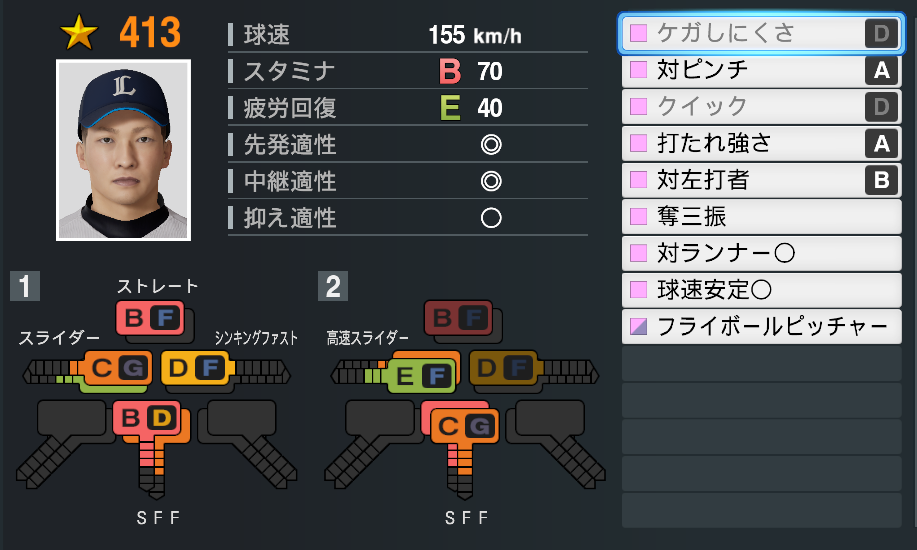 ★ 413
L
球速 155 km/h
スタミナ B 70
疲労回復 E 40
先発適性 ◎
中継適性 ◎
抑え適性 ○
1
ストレート
B F
スライダー
C G
シンキングファスト
D F
B D
SFF
2
B F
高速スライダー
E F
D F
C G
SFF
ケガしにくさ D
対ピンチ A
クイック D
打たれ強さ A
対左打者 B
奪三振
対ランナー○
球速安定○
フライボールピッチャー